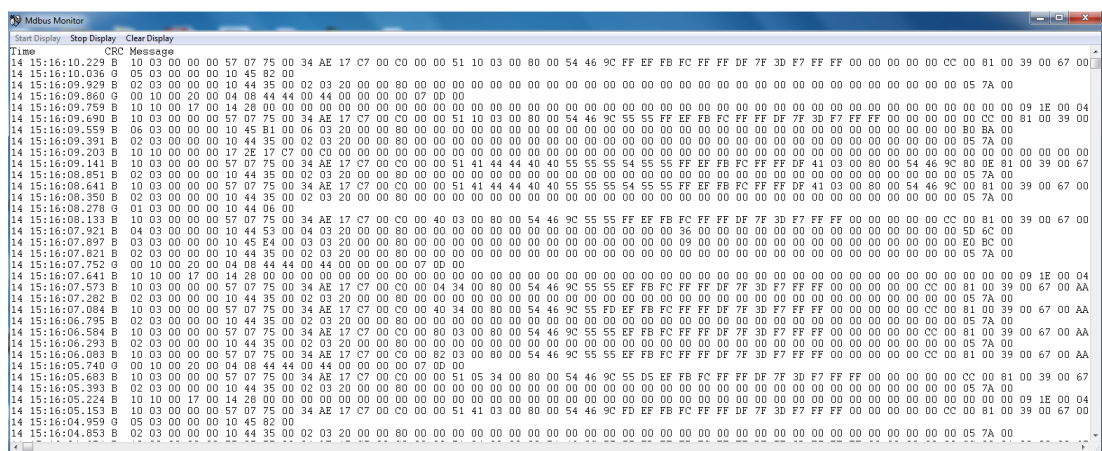 Mdbus Monitor
Start Display Stop Display Clear Display
Time CRC Message
14 15:16:10.229 B 10 03 00 00 00 57 07 75 00 34 AE 17 C7 00 C0 00 00 51 10 03 00 80 00 54 46 9C FF EF FB FC FF FF DF 7F 3D F7 FF FF 00 00 00 00 00 CC 00 81 00 39 00 67 00
14 15:16:10.036 G 05 03 00 00 00 10 45 82 00
14 15:16:09.929 B 02 03 00 00 00 10 44 35 00 02 03 20 00 00 80 00 00 00 00 00 00 00 00 00 00 00 00 00 00 00 00 00 00 00 00 00 00 00 00 00 00 00 00 00 05 7A 00
14 15:16:09.860 G 00 10 00 20 00 04 08 44 44 00 44 00 00 00 00 07 0D 00
14 15:16:09.759 B 10 10 00 17 00 14 28 00 00 00 00 00 00 00 00 00 00 00 00 00 00 00 00 00 00 00 00 00 00 00 00 00 00 00 00 00 00 00 00 00 00 00 00 00 00 00 00 09 1E 00 04
14 15:16:09.690 B 10 03 00 00 00 57 07 75 00 34 AE 17 C7 00 C0 00 00 51 10 03 00 80 00 54 46 9C 55 55 FF EF FB FC FF FF DF 7F 3D F7 FF FF 00 00 00 00 00 CC 00 81 00 39 00
14 15:16:09.559 B 06 03 00 00 00 10 45 B1 00 06 03 20 00 00 80 00 00 00 00 00 00 00 00 00 00 00 00 00 00 00 00 00 00 00 00 00 00 00 00 00 00 00 00 00 B0 BA 00
14 15:16:09.391 B 02 03 00 00 00 10 44 35 00 02 03 20 00 00 80 00 00 00 00 00 00 00 00 00 00 00 00 00 00 00 00 00 00 00 00 00 00 00 00 00 00 00 00 00 05 7A 00
14 15:16:09.203 B 10 10 00 00 00 17 2E 17 C7 00 C0 00 00 00 00 00 00 00 00 00 00 00 00 00 00 00 00 00 00 00 00 00 00 00 00 00 00 00 00 00 00 00 00 00 00 00 00 00 00 00 00
14 15:16:09.141 B 10 03 00 00 00 57 07 75 00 34 AE 17 C7 00 C0 00 00 51 41 44 44 40 40 55 55 55 54 55 55 FF EF FB FC FF FF DF 41 03 00 80 00 54 46 9C 80 0E 81 00 39 00 67
14 15:16:08.851 B 02 03 00 00 00 10 44 35 00 02 03 20 00 00 80 00 00 00 00 00 00 00 00 00 00 00 00 00 00 00 00 00 00 00 00 00 00 00 00 00 00 00 00 00 05 7A 00
14 15:16:08.641 B 10 03 00 00 00 57 07 75 00 34 AE 17 C7 00 C0 00 00 51 41 44 44 40 40 55 55 55 54 55 55 FF EF FB FC FF FF DF 41 03 00 80 00 54 46 9C 00 81 00 39 00 67 00
14 15:16:08.350 B 02 03 00 00 00 10 44 35 00 02 03 20 00 00 80 00 00 00 00 00 00 00 00 00 00 00 00 00 00 00 00 00 00 00 00 00 00 00 00 00 00 00 00 00 05 7A 00
14 15:16:08.278 G 01 03 00 00 00 10 44 06 00
14 15:16:08.133 B 10 03 00 00 00 57 07 75 00 34 AE 17 C7 00 C0 00 40 03 00 80 00 54 46 9C 55 55 FF EF FB FC FF FF DF 7F 3D F7 FF FF 00 00 00 00 00 CC 00 81 00 39 00 67 00
14 15:16:07.921 B 04 03 00 00 00 10 44 53 00 04 03 20 00 00 80 00 00 00 00 00 00 00 00 00 00 00 00 00 00 36 00 00 00 00 00 00 00 00 00 00 00 00 00 00 5D 6C 00
14 15:16:07.897 B 03 03 00 00 00 10 45 E4 00 03 03 20 00 00 80 00 00 00 00 00 00 00 00 00 00 00 00 00 00 09 00 00 00 00 00 00 00 00 00 00 00 00 00 00 E0 BC 00
14 15:16:07.821 B 02 03 00 00 00 10 44 35 00 02 03 20 00 00 80 00 00 00 00 00 00 00 00 00 00 00 00 00 00 00 00 00 00 00 00 00 00 00 00 00 00 00 00 00 05 7A 00
14 15:16:07.752 G 00 10 00 20 00 04 08 44 44 00 44 00 00 00 00 07 0D 00
14 15:16:07.641 B 10 10 00 17 00 14 28 00 00 00 00 00 00 00 00 00 00 00 00 00 00 00 00 00 00 00 00 00 00 00 00 00 00 00 00 00 00 00 00 00 00 00 00 00 00 00 00 09 1E 00 04
14 15:16:07.573 B 10 03 00 00 00 57 07 75 00 34 AE 17 C7 00 C0 00 04 34 00 80 00 54 46 9C 55 55 EF FB FC FF FF DF 7F 3D F7 FF FF 00 00 00 00 00 CC 00 81 00 39 00 67 00 AA
14 15:16:07.282 B 02 03 00 00 00 10 44 35 00 02 03 20 00 00 80 00 00 00 00 00 00 00 00 00 00 00 00 00 00 00 00 00 00 00 00 00 00 00 00 00 00 00 00 00 05 7A 00
14 15:16:07.084 B 10 03 00 00 00 57 07 75 00 34 AE 17 C7 00 C0 00 40 34 00 80 00 54 46 9C 55 FD EF FB FC FF FF DF 7F 3D F7 FF FF 00 00 00 00 00 CC 00 81 00 39 00 67 00 AA
14 15:16:06.795 B 02 03 00 00 00 10 44 35 00 02 03 20 00 00 80 00 00 00 00 00 00 00 00 00 00 00 00 00 00 00 00 00 00 00 00 00 00 00 00 00 00 00 00 00 05 7A 00
14 15:16:06.584 B 10 03 00 00 00 57 07 75 00 34 AE 17 C7 00 C0 00 80 03 00 80 00 54 46 9C 55 55 EF FB FC FF FF DF 7F 3D F7 FF FF 00 00 00 00 00 CC 00 81 00 39 00 67 00 AA
14 15:16:06.293 B 02 03 00 00 00 10 44 35 00 02 03 20 00 00 80 00 00 00 00 00 00 00 00 00 00 00 00 00 00 00 00 00 00 00 00 00 00 00 00 00 00 00 00 00 05 7A 00
14 15:16:06.083 B 10 03 00 00 00 57 07 75 00 34 AE 17 C7 00 C0 00 82 03 00 80 00 54 46 9C 55 55 EF FB FC FF FF DF 7F 3D F7 FF FF 00 00 00 00 00 CC 00 81 00 39 00 67 00 AA
14 15:16:05.740 G 00 10 00 20 00 04 08 44 44 00 44 00 00 00 00 07 0D 00
14 15:16:05.683 B 10 03 00 00 00 57 07 75 00 34 AE 17 C7 00 C0 00 00 51 05 34 00 80 00 54 46 9C 55 D5 EF FB FC FF FF DF 7F 3D F7 FF FF 00 00 00 00 00 CC 00 81 00 39 00 67
14 15:16:05.393 B 02 03 00 00 00 10 44 35 00 02 03 20 00 00 80 00 00 00 00 00 00 00 00 00 00 00 00 00 00 00 00 00 00 00 00 00 00 00 00 00 00 00 00 00 05 7A 00
14 15:16:05.224 B 10 10 00 17 00 14 28 00 00 00 00 00 00 00 00 00 00 00 00 00 00 00 00 00 00 00 00 00 00 00 00 00 00 00 00 00 00 00 00 00 00 00 00 00 00 00 00 09 1E 00 04
14 15:16:05.153 B 10 03 00 00 00 57 07 75 00 34 AE 17 C7 00 C0 00 00 51 41 03 00 80 00 54 46 9C FD EF FB FC FF FF DF 7F 3D F7 FF FF 00 00 00 00 00 CC 00 81 00 39 00 67 00
14 15:16:04.959 G 05 03 00 00 00 10 45 82 00
14 15:16:04.853 B 02 03 00 00 00 10 44 35 00 02 03 20 00 00 80 00 00 00 00 00 00 00 00 00 00 00 00 00 00 00 00 00 00 00 00 00 00 00 00 00 00 00 00 00 05 7A 00